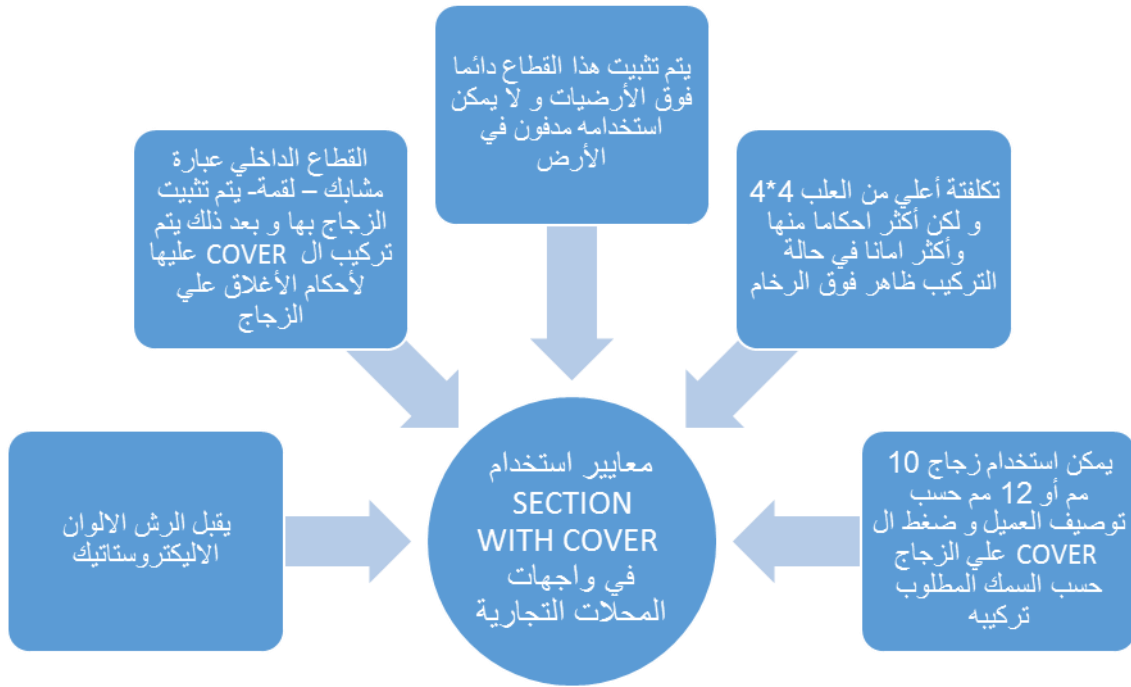 يتم تثبيت هذا القطاع دائما
فوق الأرضيات و لا يمكن
استخدامه مدفون في
الأرض
القطاع الداخلي عبارة
مشابك – لقمة- يتم تثبيت
الزجاج بها و بعد ذلك يتم
تركيب ال COVER عليها
لأحكام الأغلاق علي
الزجاج
تكلفتة أعلي من العلب 4*4
و لكن أكثر احكاما منها
وأكثر امانا في حالة
التركيب ظاهر فوق الرخام
يقبل الرش الالوان
الاليكتروستاتيك
معايير استخدام
SECTION
WITH COVER
في واجهات
المحلات التجارية
يمكن استخدام زجاج 10
مم أو 12 مم حسب
توصيف العميل و ضغط ال
COVER علي الزجاج
حسب السمك المطلوب
تركيبه